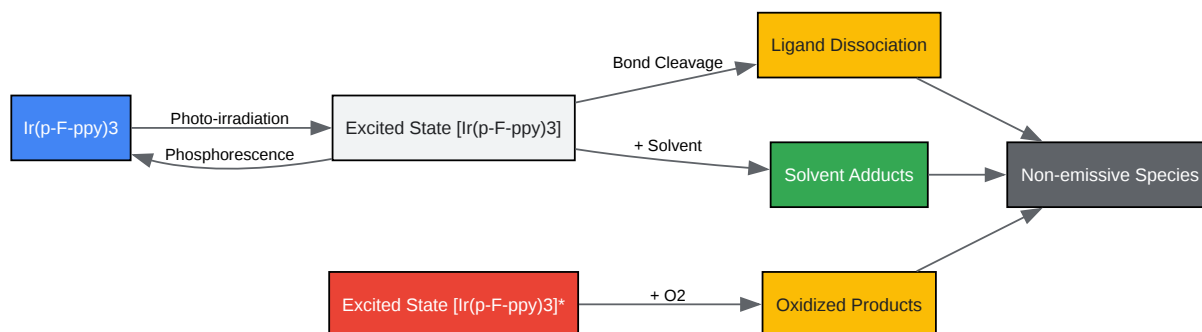 Ligand Dissociation
Bond Cleavage
Ir(p-F-ppy)3
Photo-irradiation
Excited State [Ir(p-F-ppy)3]
Phosphorescence
+ Solvent
Solvent Adducts
Non-emissive Species
Excited State [Ir(p-F-ppy)3]*
+ O2
Oxidized Products